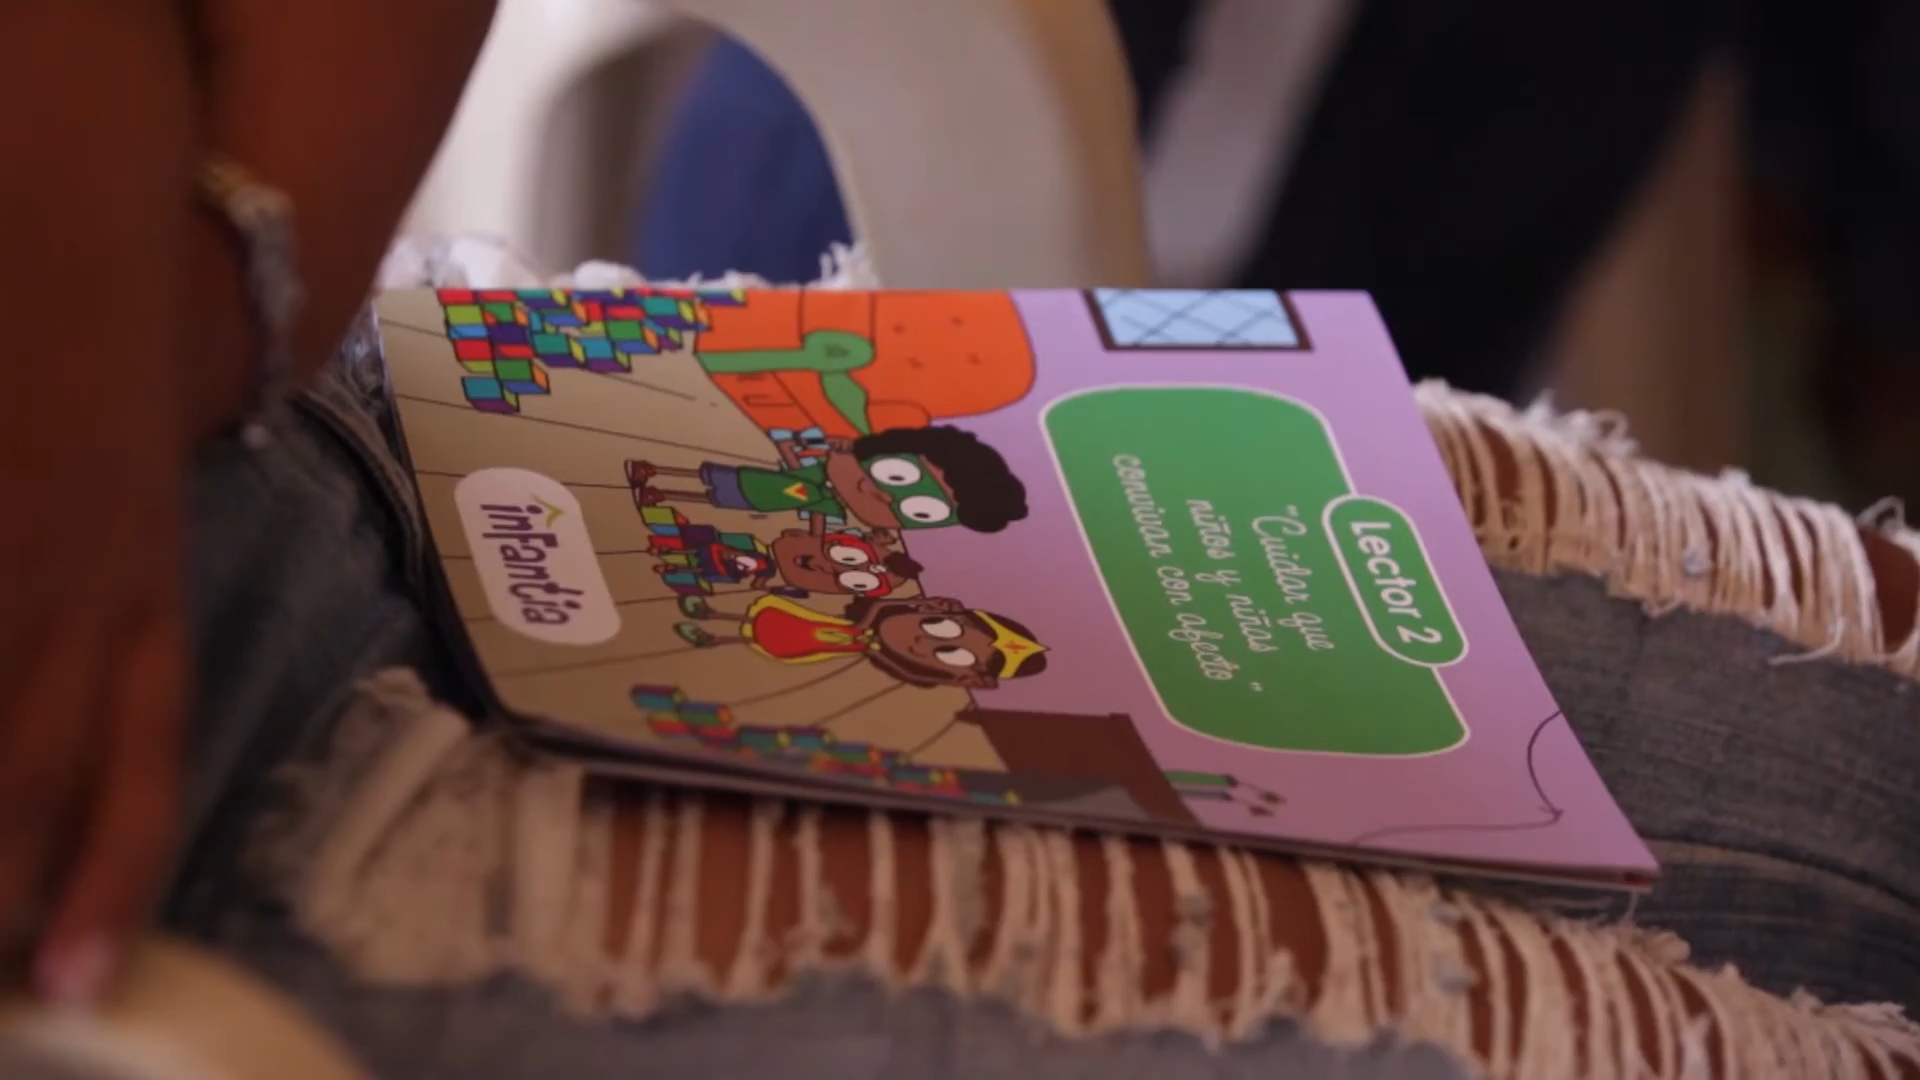 Lector 2
"Cuidar que
niños y niñas
convivan con afecto"
infantia